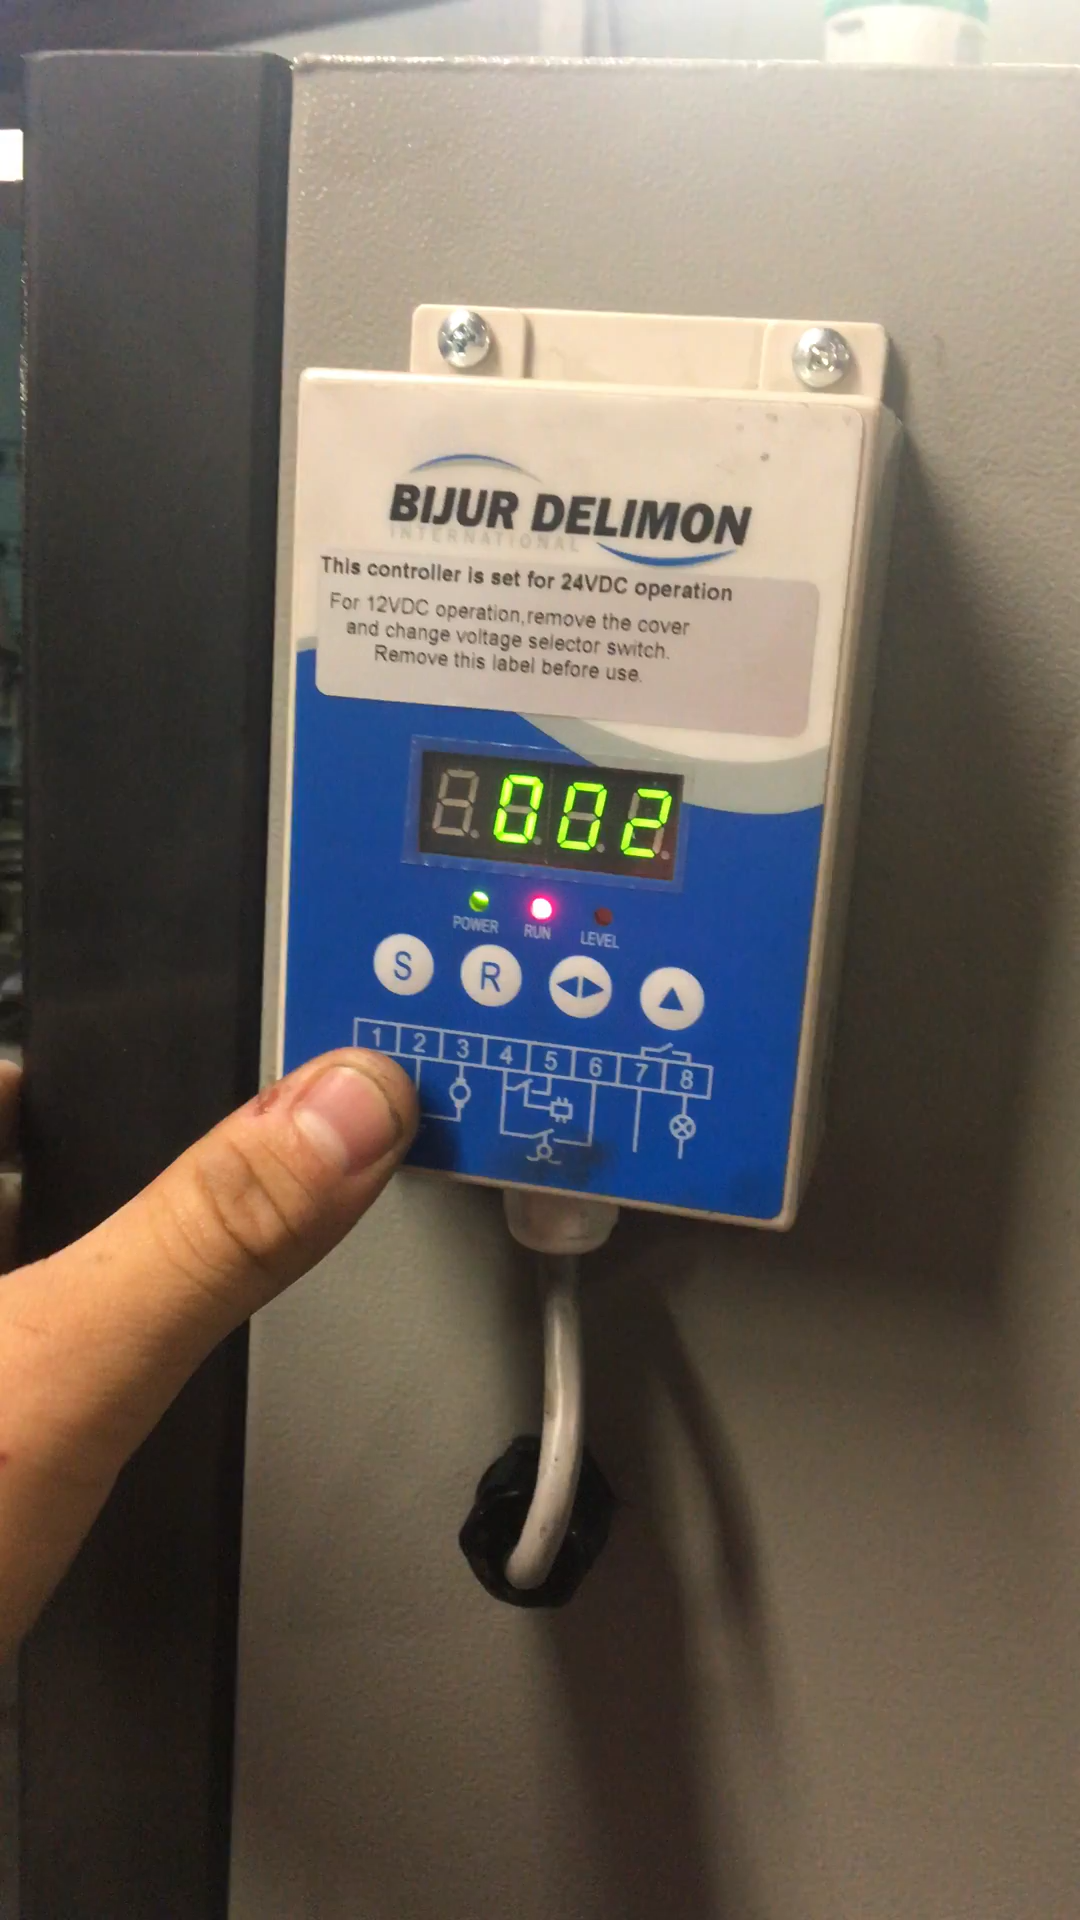 BIJUR DELIMON
INTERNATIONAL
This controller is set for 24VDC operation
For 12VDC operation,remove the cover
and change voltage selector switch.
Remove this label before use.
002
POWER RUN LEVEL
S R
1 2 3 4 5 6 7 8